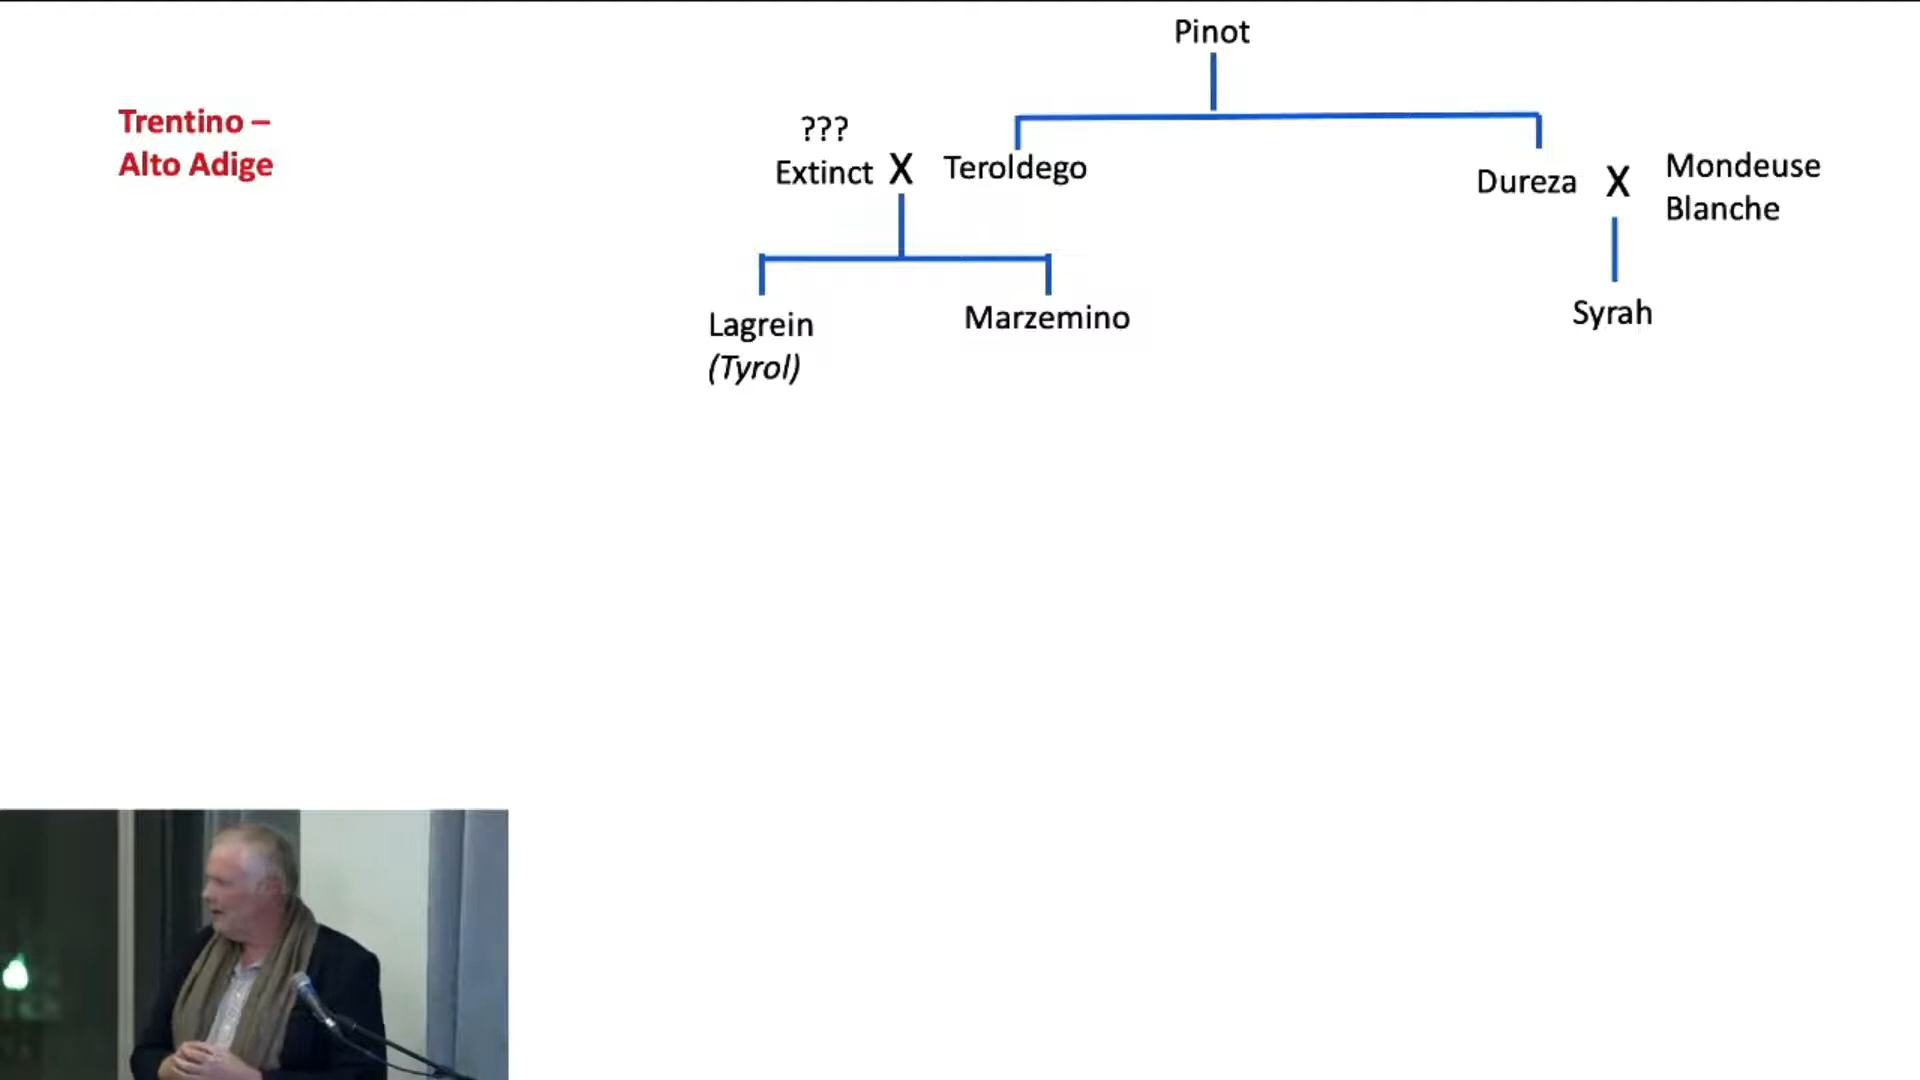 Pinot
Trentino –
Alto Adige
???
Extinct X Teroldego
Dureza X Mondeuse
Blanche
Lagrein
(Tyrol)
Marzemino
Syrah